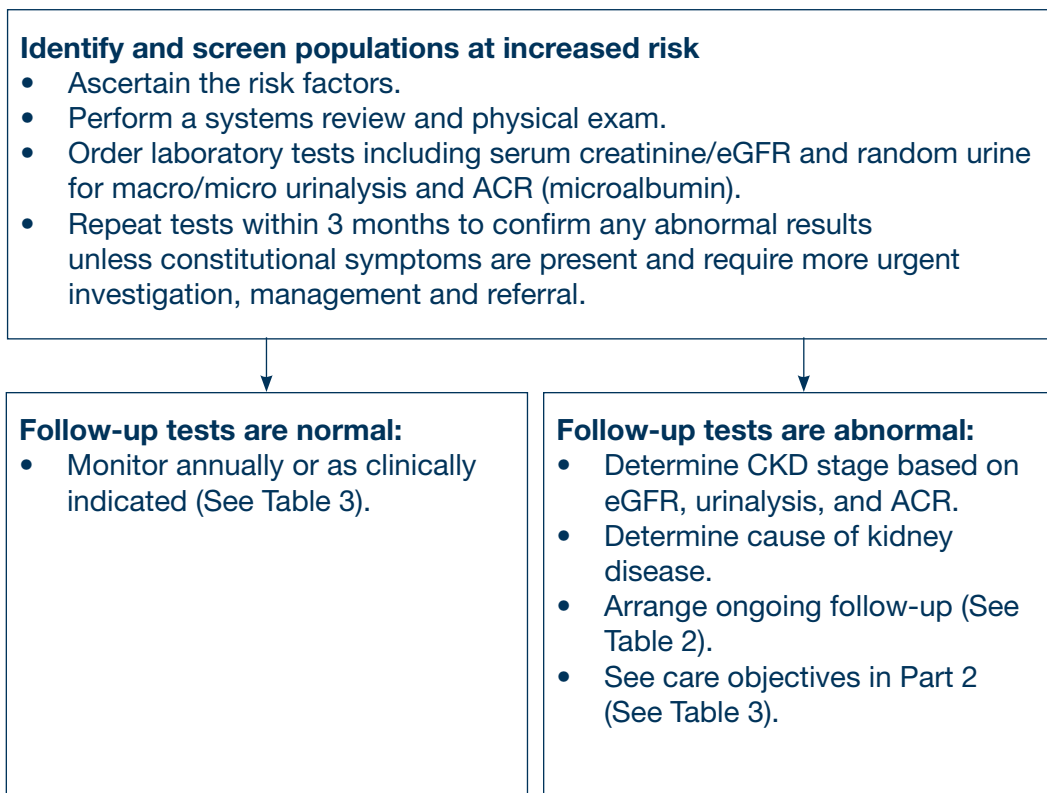 Identify and screen populations at increased risk
• Ascertain the risk factors.
• Perform a systems review and physical exam.
• Order laboratory tests including serum creatinine/eGFR and random urine
for macro/micro urinalysis and ACR (microalbumin).
• Repeat tests within 3 months to confirm any abnormal results
unless constitutional symptoms are present and require more urgent
investigation, management and referral.
Follow-up tests are normal:
• Monitor annually or as clinically
indicated (See Table 3).
Follow-up tests are abnormal:
• Determine CKD stage based on
eGFR, urinalysis, and ACR.
• Determine cause of kidney
disease.
• Arrange ongoing follow-up (See
Table 2).
• See care objectives in Part 2
(See Table 3).